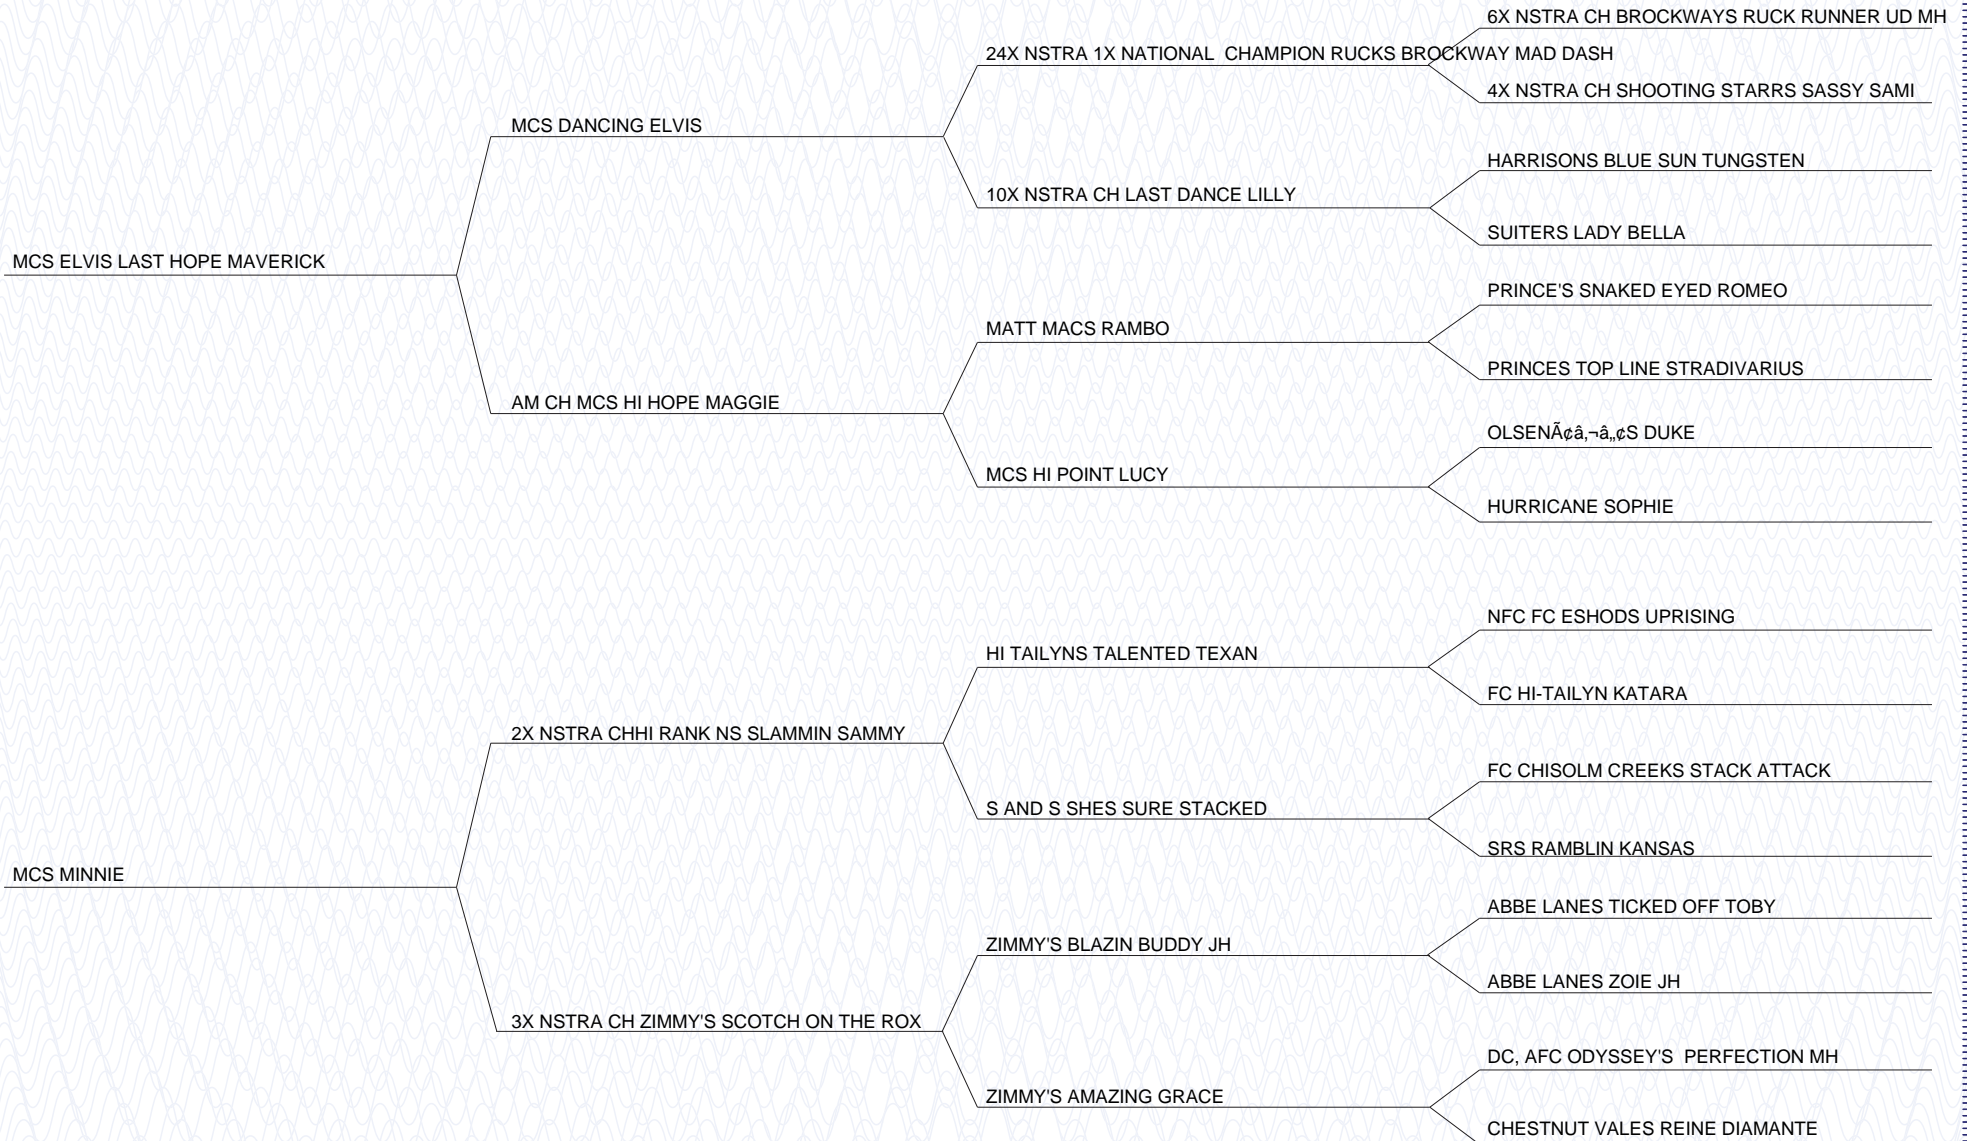 6X NSTRA CH BROCKWAYS RUCK RUNNER UD MH
24X NSTRA 1X NATIONAL  CHAMPION RUCKS BROCKWAY MAD DASH
4X NSTRA CH SHOOTING STARRS SASSY SAMI
MCS DANCING ELVIS
HARRISONS BLUE SUN TUNGSTEN
10X NSTRA CH LAST DANCE LILLY
SUITERS LADY BELLA
MCS ELVIS LAST HOPE MAVERICK
PRINCE'S SNAKED EYED ROMEO
MATT MACS RAMBO
PRINCES TOP LINE STRADIVARIUS
AM CH MCS HI HOPE MAGGIE
OLSENÃ¢â‚¬â„¢S DUKE
MCS HI POINT LUCY
HURRICANE SOPHIE
NFC FC ESHODS UPRISING
HI TAILYNS TALENTED TEXAN
FC HI-TAILYN KATARA
2X NSTRA CHHI RANK NS SLAMMIN SAMMY
FC CHISOLM CREEKS STACK ATTACK
S AND S SHES SURE STACKED
SRS RAMBLIN KANSAS
MCS MINNIE
ABBE LANES TICKED OFF TOBY
ZIMMY'S BLAZIN BUDDY JH
ABBE LANES ZOIE JH
3X NSTRA CH ZIMMY'S SCOTCH ON THE ROX
DC, AFC ODYSSEY'S  PERFECTION MH
ZIMMY'S AMAZING GRACE
CHESTNUT VALES REINE DIAMANTE